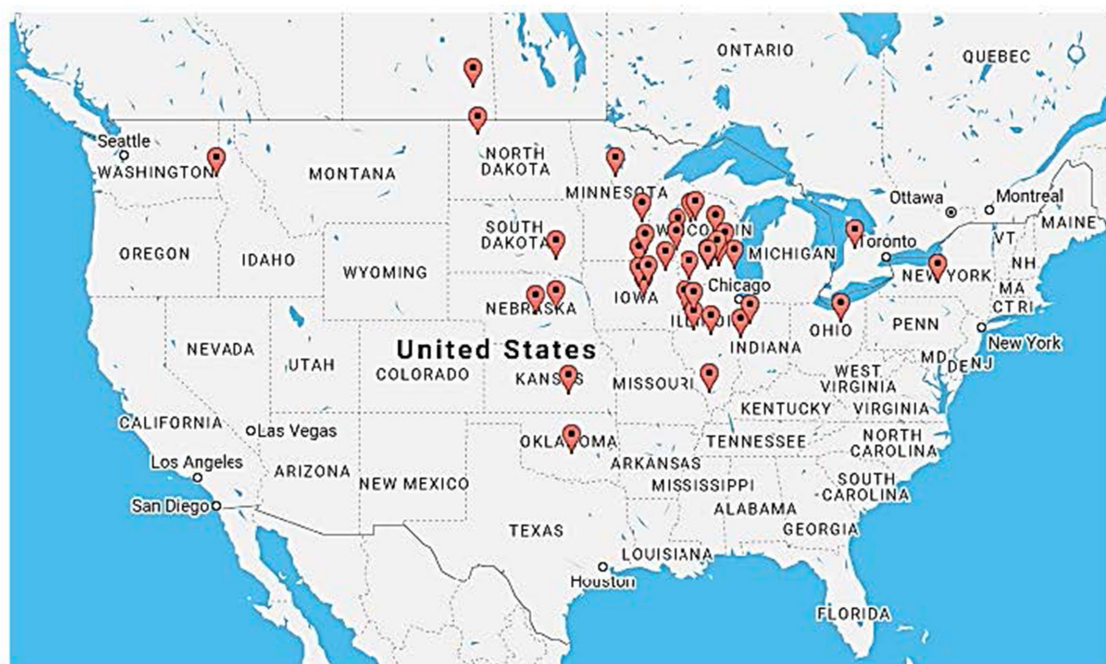 ONTARIO
QUEBEC
Seattle
WASHINGTON
MONTANA
NORTH
DAKOTA
MINNESOTA
Ottawa
Montreal
MAINE
OREGON
IDAHO
SOUTH
DAKOTA
WISCONSIN
MICHIGAN
Toronto
VT
NH
WYOMING
NEW YORK
MA
CT RI
IOWA
Chicago
NEBRASKA
ILLINOIS
OHIO
PENN
NEVADA
UTAH
United States
INDIANA
New York
COLORADO
KANSAS
MISSOURI
WEST
VIRGINIA
MD
DE
NJ
CALIFORNIA
Las Vegas
KENTUCKY
VIRGINIA
OKLAHOMA
TENNESSEE
NORTH
CAROLINA
Los Angeles
ARIZONA
NEW MEXICO
ARKANSAS
MISSISSIPPI
SOUTH
CAROLINA
San Diego
ALABAMA
GEORGIA
TEXAS
LOUISIANA
Houston
FLORIDA